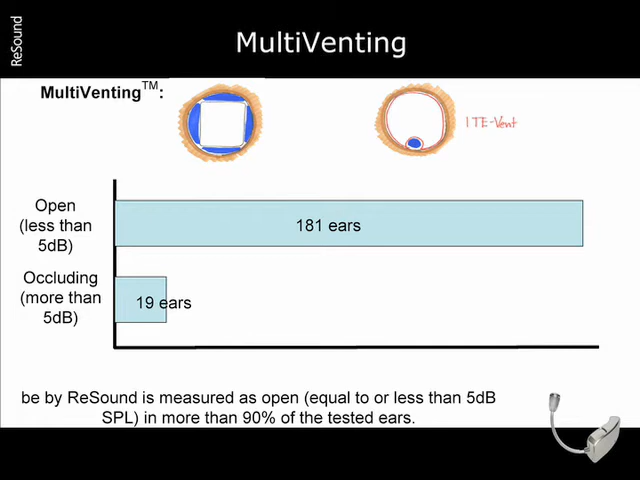 ReSound
MultiVenting
MultiVenting™:
ITE-Vent
Open
(less than
5dB)
181 ears
Occluding
(more than
5dB)
19 ears
be by ReSound is measured as open (equal to or less than 5dB
SPL) in more than 90% of the tested ears.